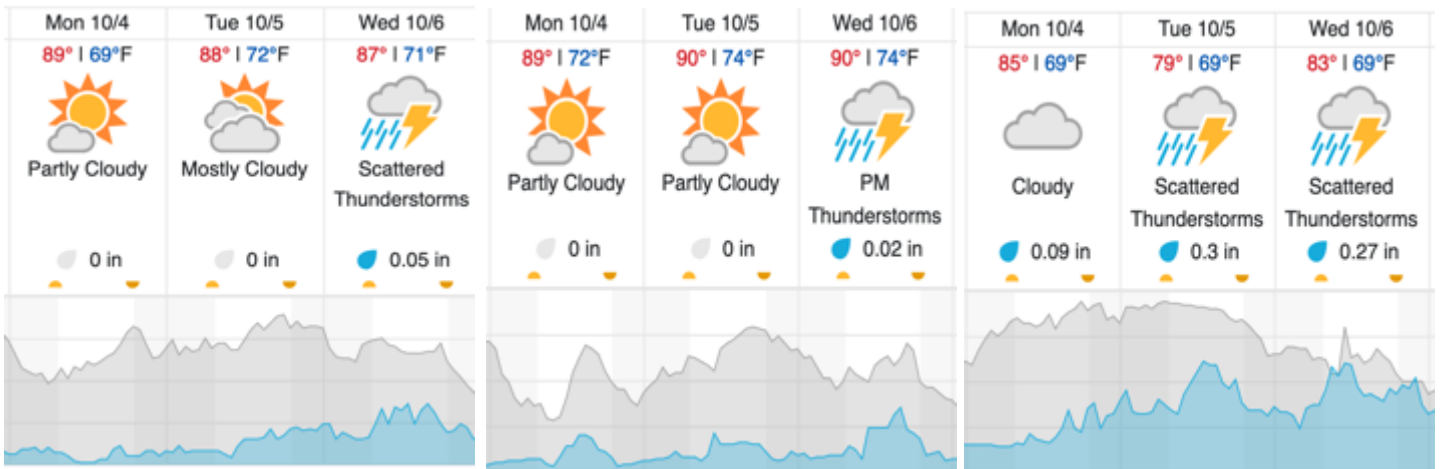 Mon 10/4 Tue 10/5 Wed 10/6
89° | 69°F 88° | 72°F 87° | 71°F
Partly Cloudy Mostly Cloudy Scattered
Thunderstorms
0 in 0 in 0.05 in
Mon 10/4 Tue 10/5 Wed 10/6
89° | 72°F 90° | 74°F 90° | 74°F
Partly Cloudy Partly Cloudy PM
Thunderstorms
0 in 0 in 0.02 in
Mon 10/4 Tue 10/5 Wed 10/6
85° | 69°F 79° | 69°F 83° | 69°F
Cloudy Scattered Scattered
Thunderstorms Thunderstorms
0.09 in 0.3 in 0.27 in